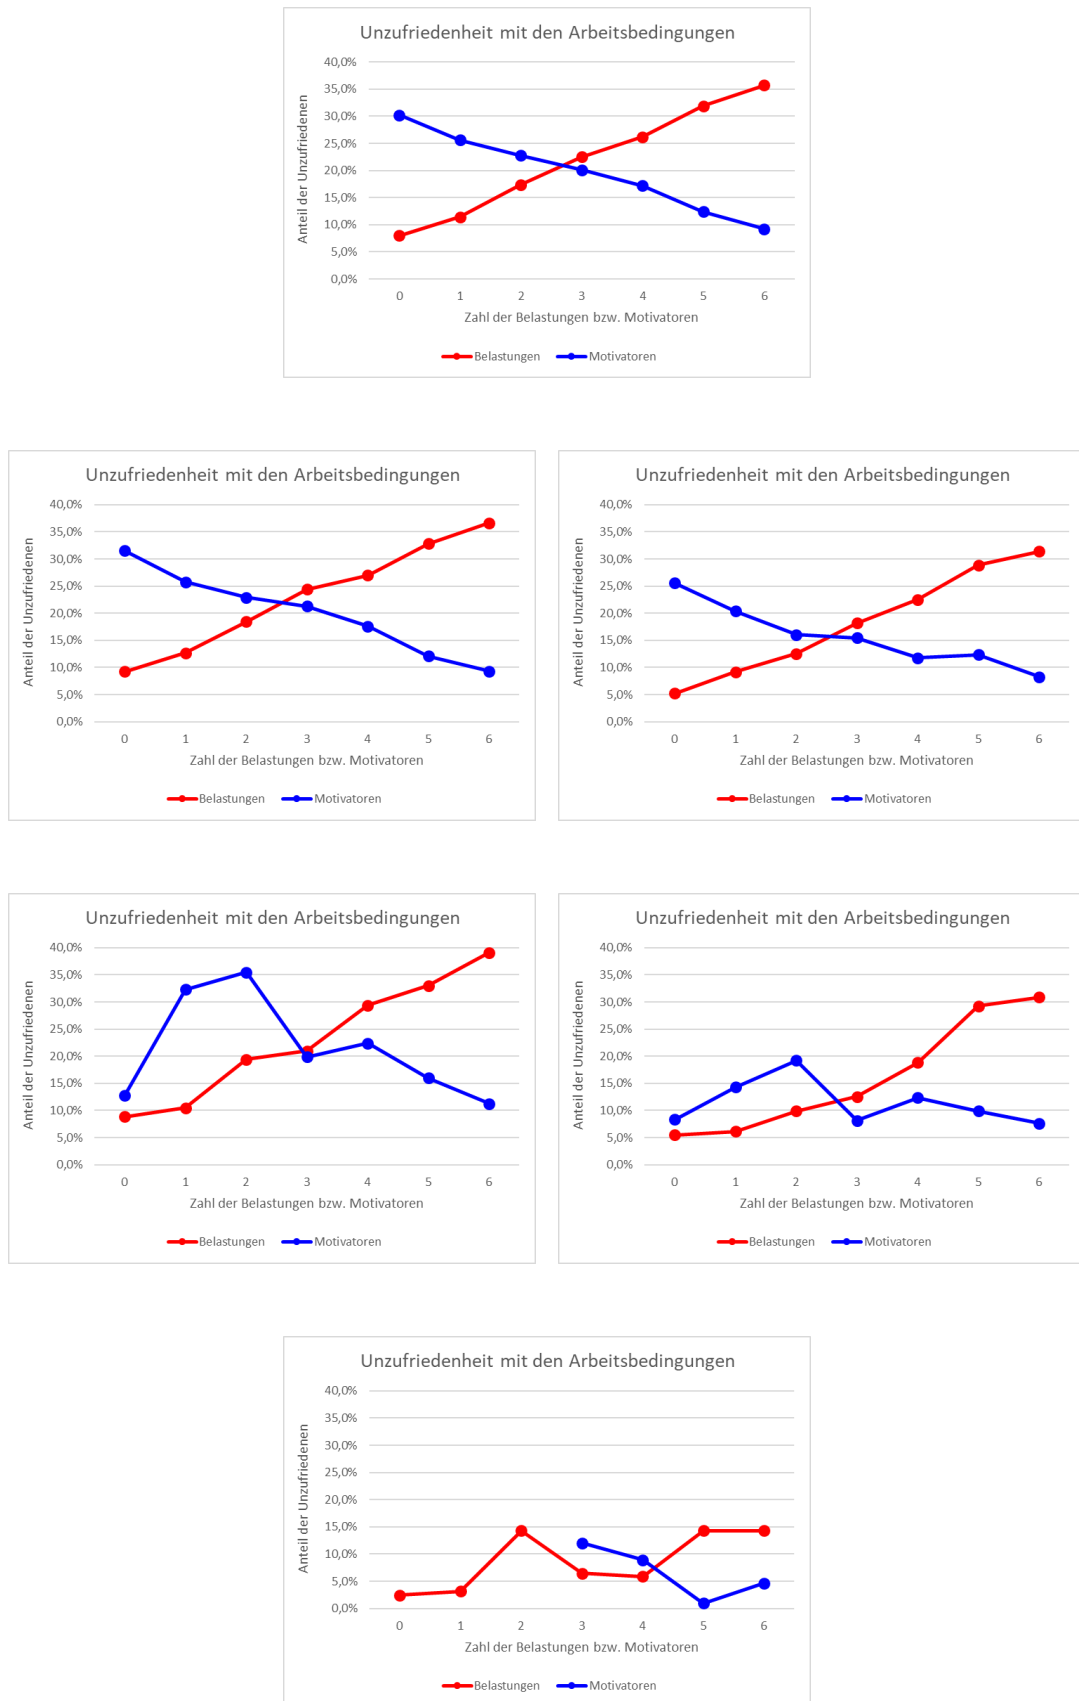 Unzufriedenheit mit den Arbeitsbedingungen
40,0%
35,0%
30,0%
25,0%
20,0%
15,0%
10,0%
5,0%
0,0%
Anteil der Unzufriedenen
0 1 2 3 4 5 6
Zahl der Belastungen bzw. Motivatoren
Belastungen Motivatoren
Unzufriedenheit mit den Arbeitsbedingungen
40,0%
35,0%
30,0%
25,0%
20,0%
15,0%
10,0%
5,0%
0,0%
Anteil der Unzufriedenen
0 1 2 3 4 5 6
Zahl der Belastungen bzw. Motivatoren
Belastungen Motivatoren
Unzufriedenheit mit den Arbeitsbedingungen
40,0%
35,0%
30,0%
25,0%
20,0%
15,0%
10,0%
5,0%
0,0%
Anteil der Unzufriedenen
0 1 2 3 4 5 6
Zahl der Belastungen bzw. Motivatoren
Belastungen Motivatoren
Unzufriedenheit mit den Arbeitsbedingungen
40,0%
35,0%
30,0%
25,0%
20,0%
15,0%
10,0%
5,0%
0,0%
Anteil der Unzufriedenen
0 1 2 3 4 5 6
Zahl der Belastungen bzw. Motivatoren
Belastungen Motivatoren
Unzufriedenheit mit den Arbeitsbedingungen
40,0%
35,0%
30,0%
25,0%
20,0%
15,0%
10,0%
5,0%
0,0%
Anteil der Unzufriedenen
0 1 2 3 4 5 6
Zahl der Belastungen bzw. Motivatoren
Belastungen Motivatoren
Unzufriedenheit mit den Arbeitsbedingungen
40,0%
35,0%
30,0%
25,0%
20,0%
15,0%
10,0%
5,0%
0,0%
Anteil der Unzufriedenen
0 1 2 3 4 5 6
Zahl der Belastungen bzw. Motivatoren
Belastungen Motivatoren